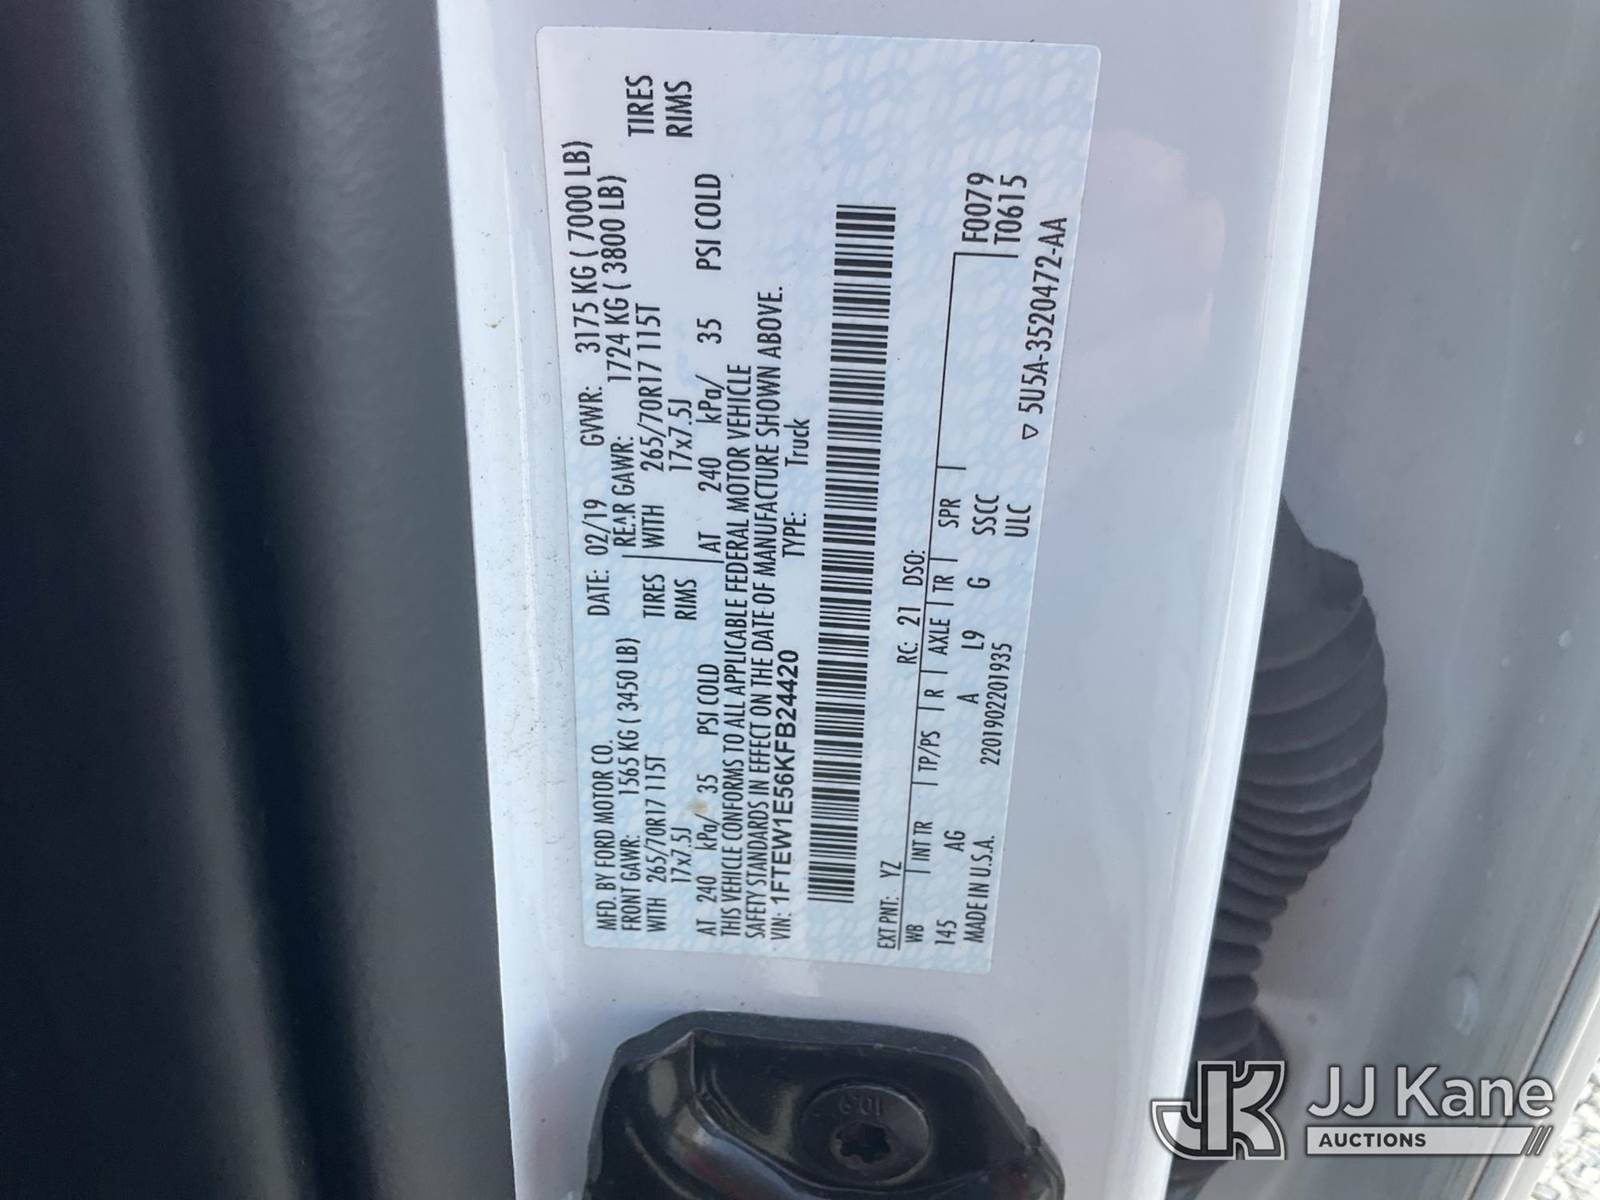 MFD. BY FORD MOTOR CO.
DATE: 02/19 GVWR: 3175 KG ( 7000 LB)
FRONT GAWR: 1565 KG ( 3450 LB) REAR GAWR: 1724 KG ( 3800 LB)
WITH 265/70R17 115T TIRES WITH 265/70R17 115T TIRES
17x7.5J RIMS 17x7.5J RIMS
AT 240 kPa/ 35 PSI COLD AT 240 kPa/ 35 PSI COLD
THIS VEHICLE CONFORMS TO ALL APPLICABLE FEDERAL MOTOR VEHICLE
SAFETY STANDARDS IN EFFECT ON THE DATE OF MANUFACTURE SHOWN ABOVE.
VIN: 1FTEW1E56KFB24420 TYPE: Truck
EXT PNT: YZ RC: 21 DSO:
WB INT TR TP/PS R AXLE TR SPR F0079
145 AG A L9 G SSCC T0615
MADE IN U.S.A. 2201902201935 ULC ▽ 5U5A-3520472-AA
10.9
JK JJ Kane
AUCTIONS